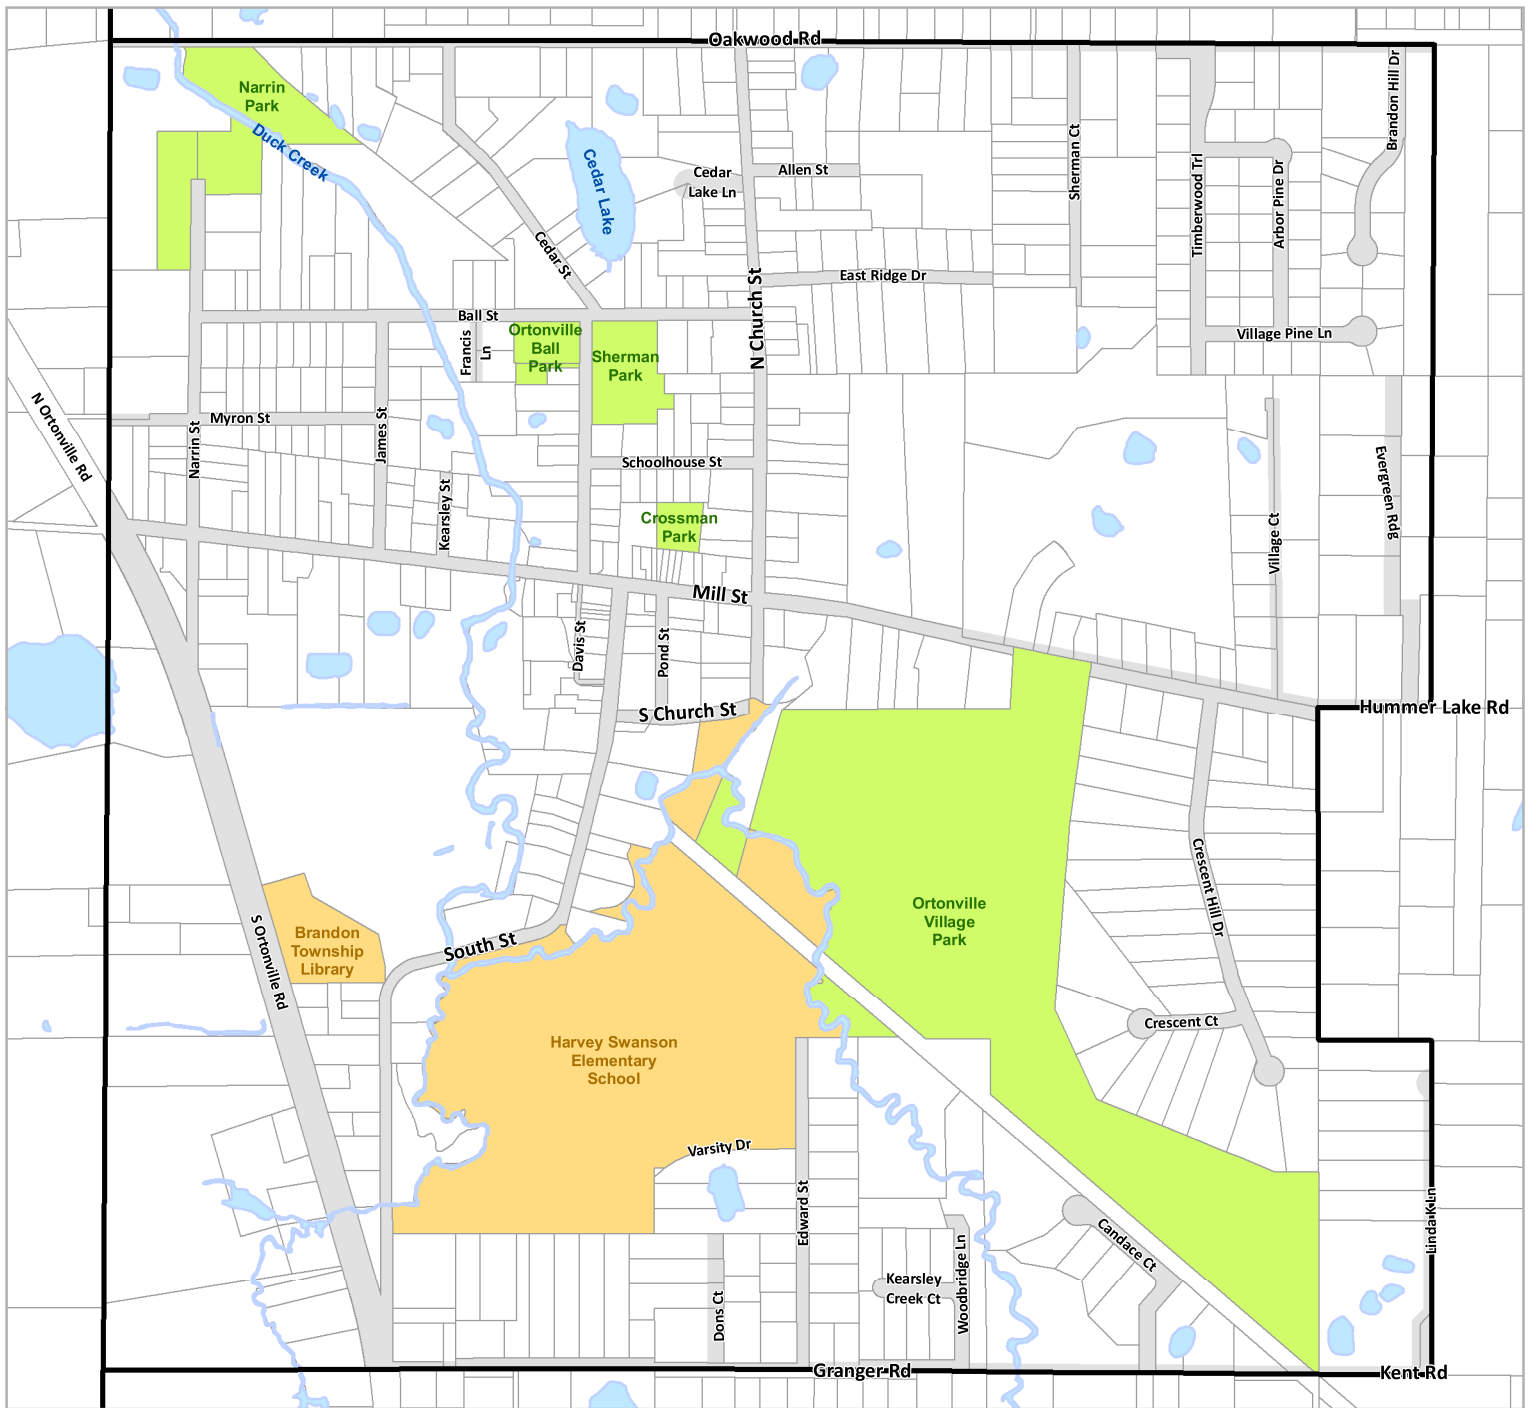 Oakwood Rd
Narrin
Park
Duck Creek
Cedar Lake
Cedar
Lake Ln
Allen St
Sherman Ct
Timberwood Trl
Arbor Pine Dr
Brandon Hill Dr
Cedar St
East Ridge Dr
N Church St
Ball St
Francis
Ln
Ortonville
Ball
Park
Sherman
Park
Village Pine Ln
N Ortonville Rd
Myron St
Narrin St
James St
Kearsley St
Schoolhouse St
Crossman
Park
Village Ct
Evergreen Rdg
Mill St
Davis St
Pond St
S Church St
Hummer Lake Rd
Crescent Hill Dr
S Ortonville Rd
Brandon
Township
Library
South St
Ortonville
Village
Park
Crescent Ct
Harvey Swanson
Elementary
School
Varsity Dr
Edward St
Candace Ct
Linda K Ln
Kearsley
Creek Ct
Woodbridge Ln
Dons Ct
Granger Rd
Kent Rd